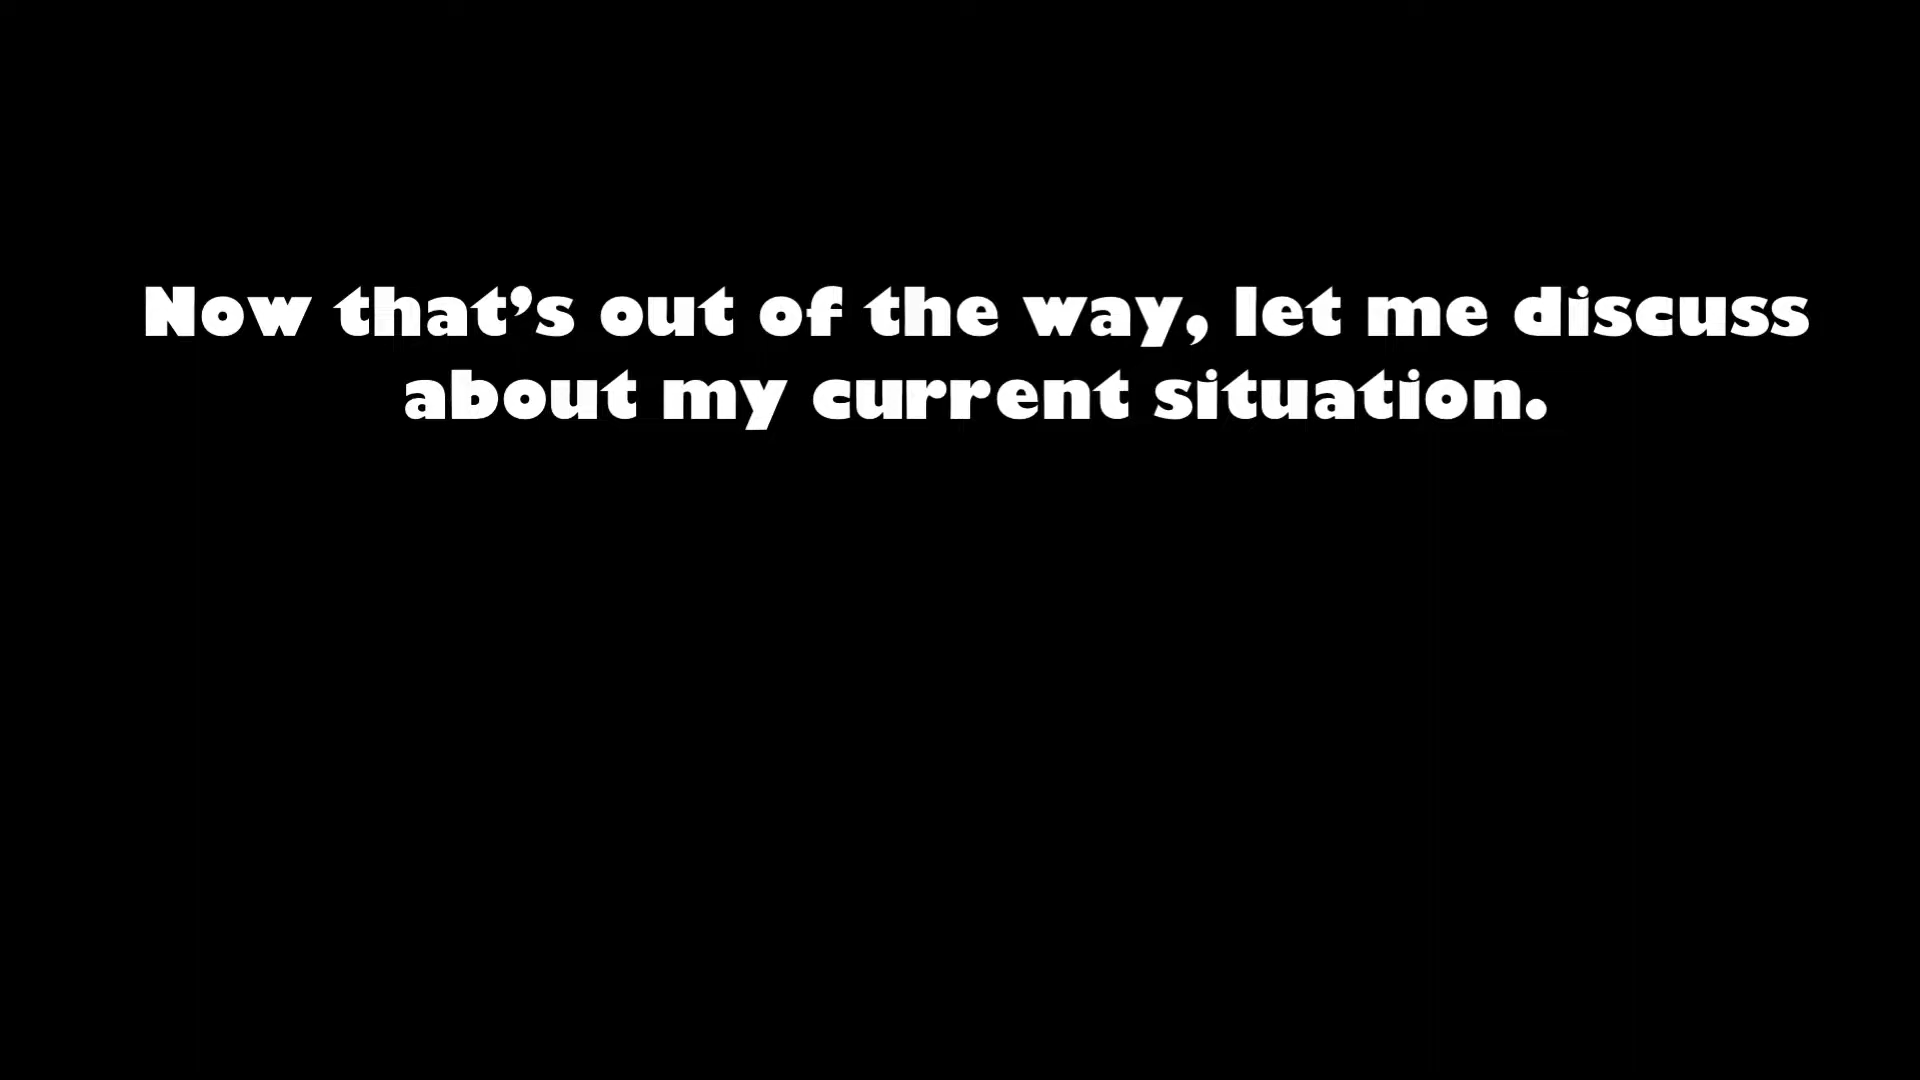 Now that’s out of the way, let me discuss
about my current situation.